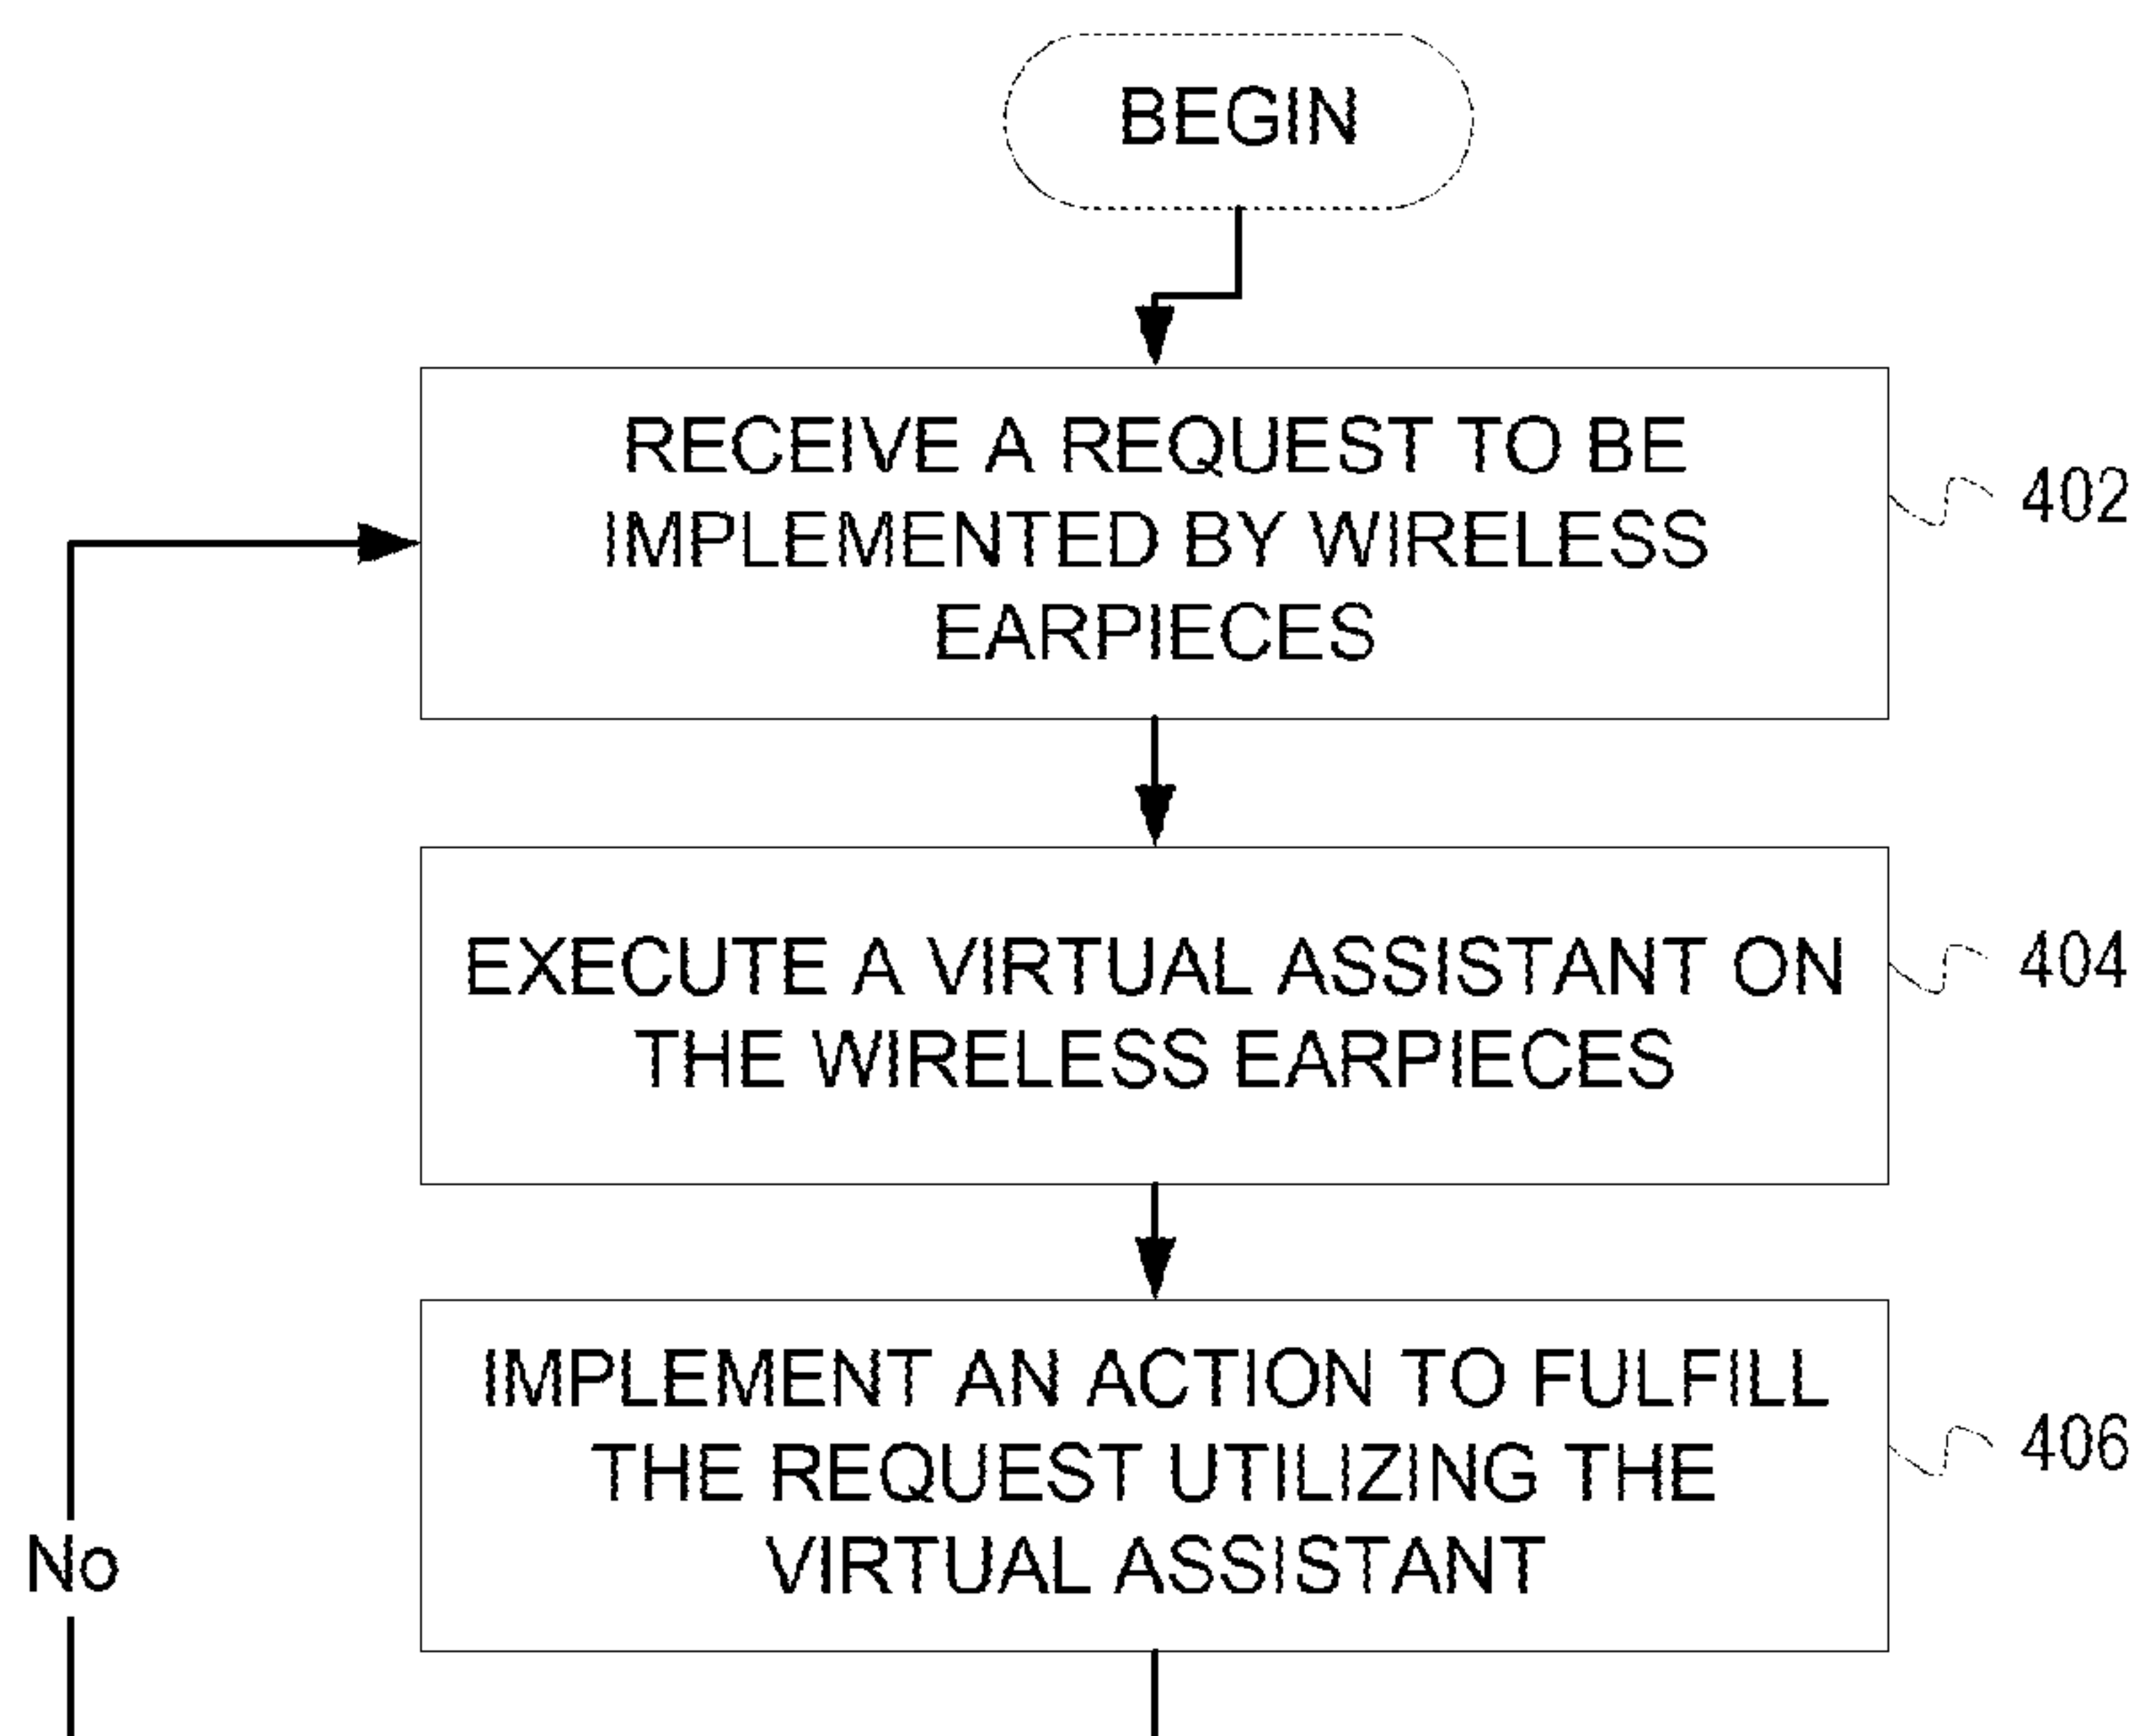 BEGIN
RECEIVE A REQUEST TO BE
IMPLEMENTED BY WIRELESS
EARPIECES
402
EXECUTE A VIRTUAL ASSISTANT ON
THE WIRELESS EARPIECES
404
IMPLEMENT AN ACTION TO FULFILL
THE REQUEST UTILIZING THE
VIRTUAL ASSISTANT
406
No